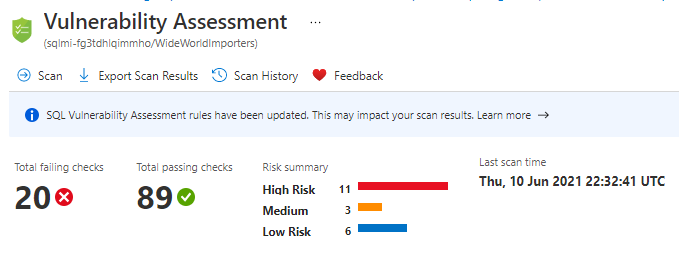 Vulnerability Assessment ...
(sqlmi-fg3tdhlqimmho/WideWorldImporters)
Scan Export Scan Results Scan History Feedback
SQL Vulnerability Assessment rules have been updated. This may impact your scan results. Learn more →
Total failing checks
20
Total passing checks
89
Risk summary
High Risk 11
Medium 3
Low Risk 6
Last scan time
Thu, 10 Jun 2021 22:32:41 UTC